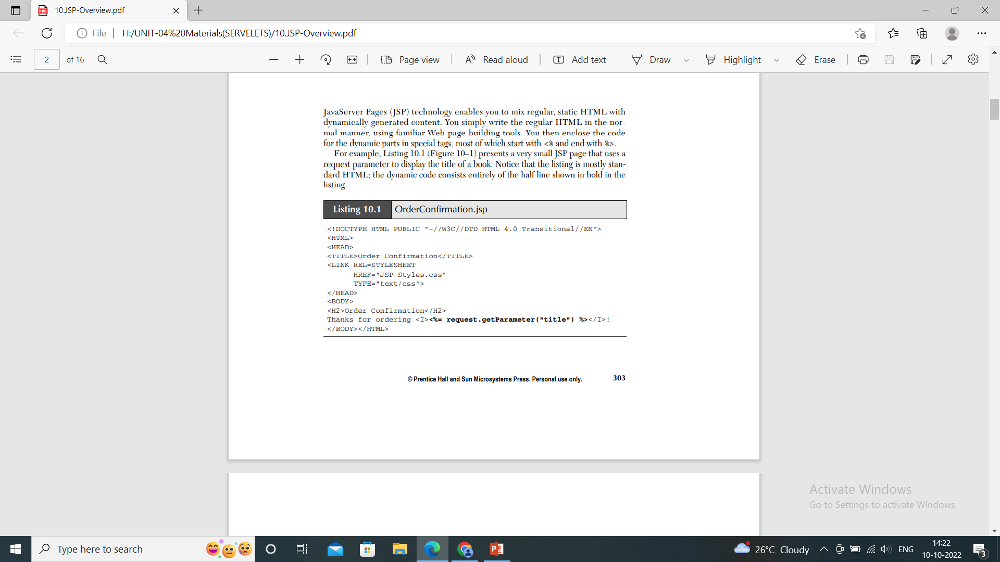 10.JSP-Overview.pdf
File
H:/UNIT-04%20Materials(SERVELETS)/10.JSP-Overview.pdf
2 of 16
Page view
Read aloud
Add text
Draw
Highlight
Erase
JavaServer Pages (JSP) technology enables you to mix regular, static HTML with
dynamically generated content. You simply write the regular HTML in the nor-
mal manner, using familiar Web page building tools. You then enclose the code
for the dynamic parts in special tags, most of which start with <% and end with %>.
For example, Listing 10.1 (Figure 10–1) presents a very small JSP page that uses a
request parameter to display the title of a book. Notice that the listing is mostly stan-
dard HTML; the dynamic code consists entirely of the half line shown in bold in the
listing.
Listing 10.1 OrderConfirmation.jsp
<!DOCTYPE HTML PUBLIC "-//W3C//DTD HTML 4.0 Transitional//EN">
<HTML>
<HEAD>
<TITLE>Order Confirmation</TITLE>
<LINK REL=STYLESHEET
HREF="JSP-Styles.css"
TYPE="text/css">
</HEAD>
<BODY>
<H2>Order Confirmation</H2>
Thanks for ordering <I><%= request.getParameter("title") %></I>!
</BODY></HTML>
© Prentice Hall and Sun Microsystems Press. Personal use only.
303
Activate Windows
Go to Settings to activate Windows.
Type here to search
26°C Cloudy
ENG
14:22
10-10-2022
3